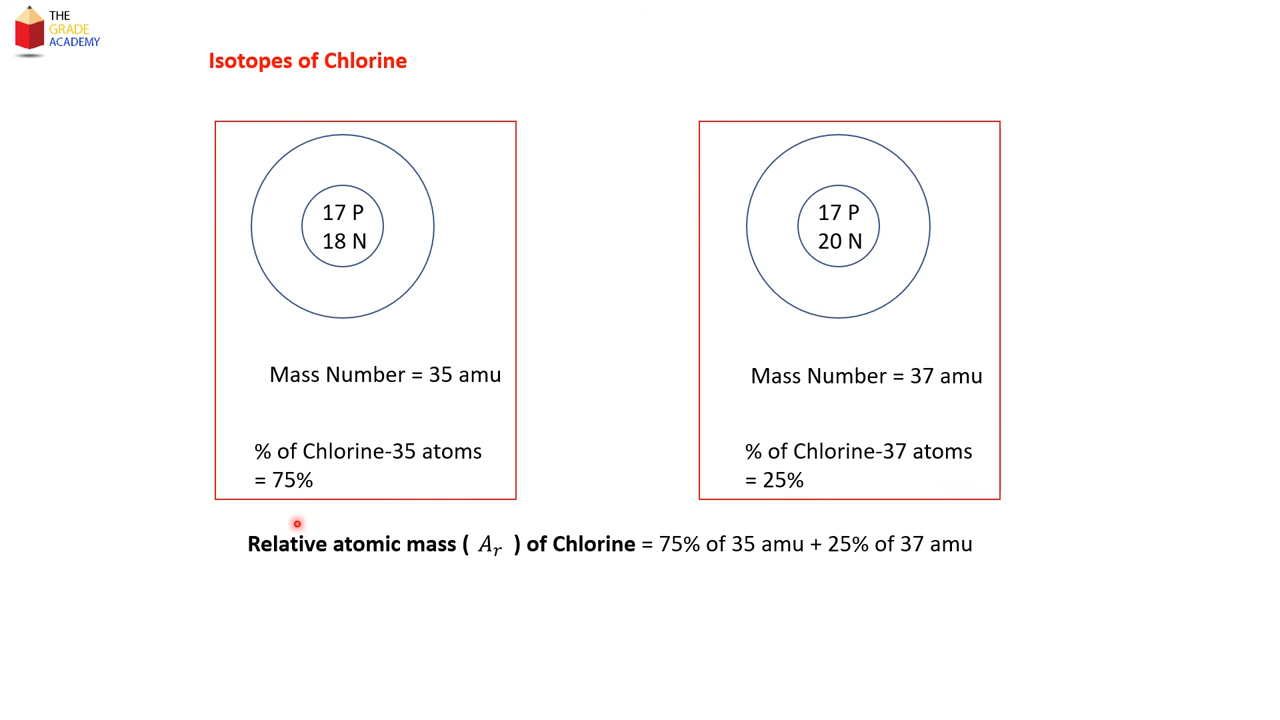 THE
GRADE
ACADEMY
Isotopes of Chlorine
17 P
18 N
Mass Number = 35 amu
% of Chlorine-35 atoms
= 75%
17 P
20 N
Mass Number = 37 amu
% of Chlorine-37 atoms
= 25%
Relative atomic mass ( Aᵣ ) of Chlorine = 75% of 35 amu + 25% of 37 amu